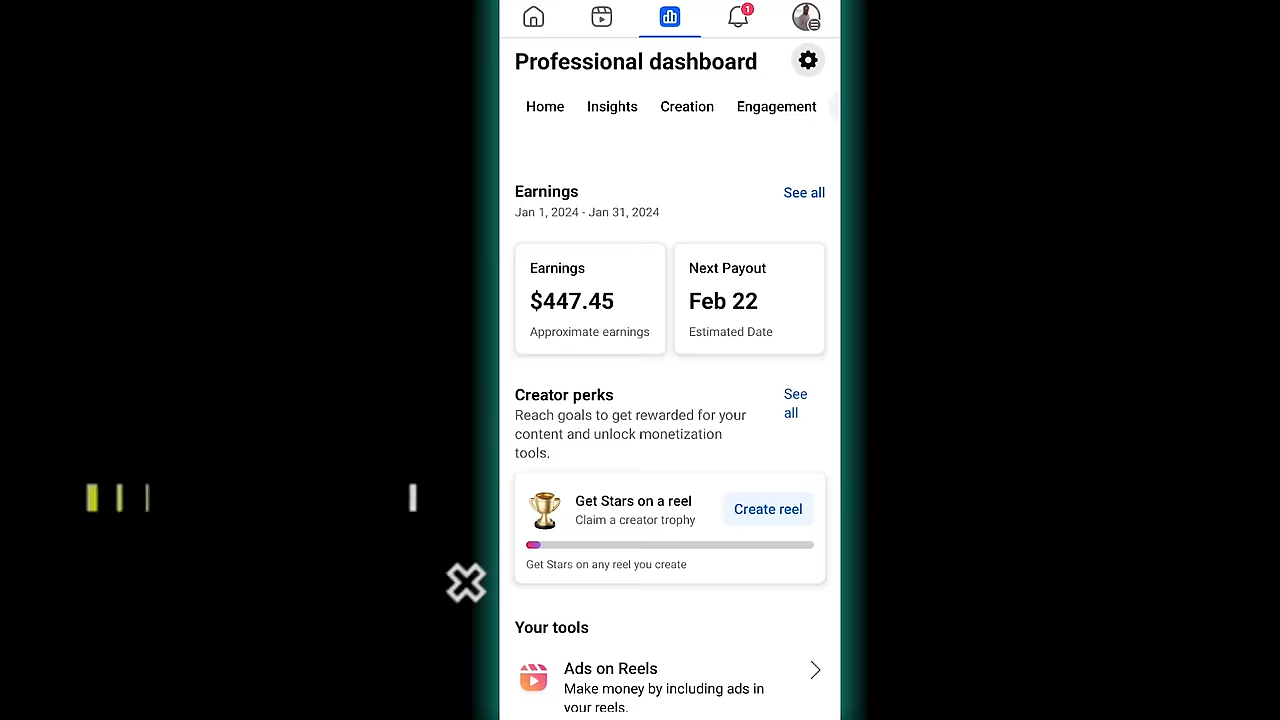 1
Professional dashboard
Home Insights Creation Engagement
Earnings See all
Jan 1, 2024 - Jan 31, 2024
Earnings Next Payout
$447.45 Feb 22
Approximate earnings Estimated Date
Creator perks See all
Reach goals to get rewarded for your
content and unlock monetization
tools.
Get Stars on a reel Create reel
Claim a creator trophy
Get Stars on any reel you create
Your tools
Ads on Reels
Make money by including ads in
your reels.